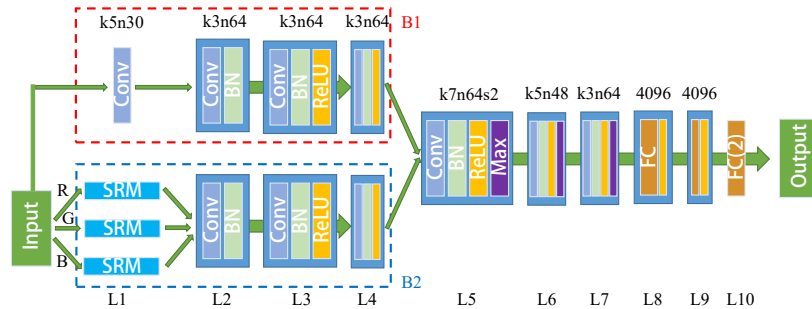 k5n30
k3n64
k3n64
k3n64
B1
Conv
Conv
BN
Conv
BN
ReLU
k7n64s2
k5n48
k3n64
4096
4096
Conv
BN
ReLU
Max
FC
FC(2)
Output
Input
R
G
B
SRM
SRM
SRM
Conv
BN
Conv
BN
ReLU
B2
L1
L2
L3
L4
L5
L6
L7
L8
L9
L10